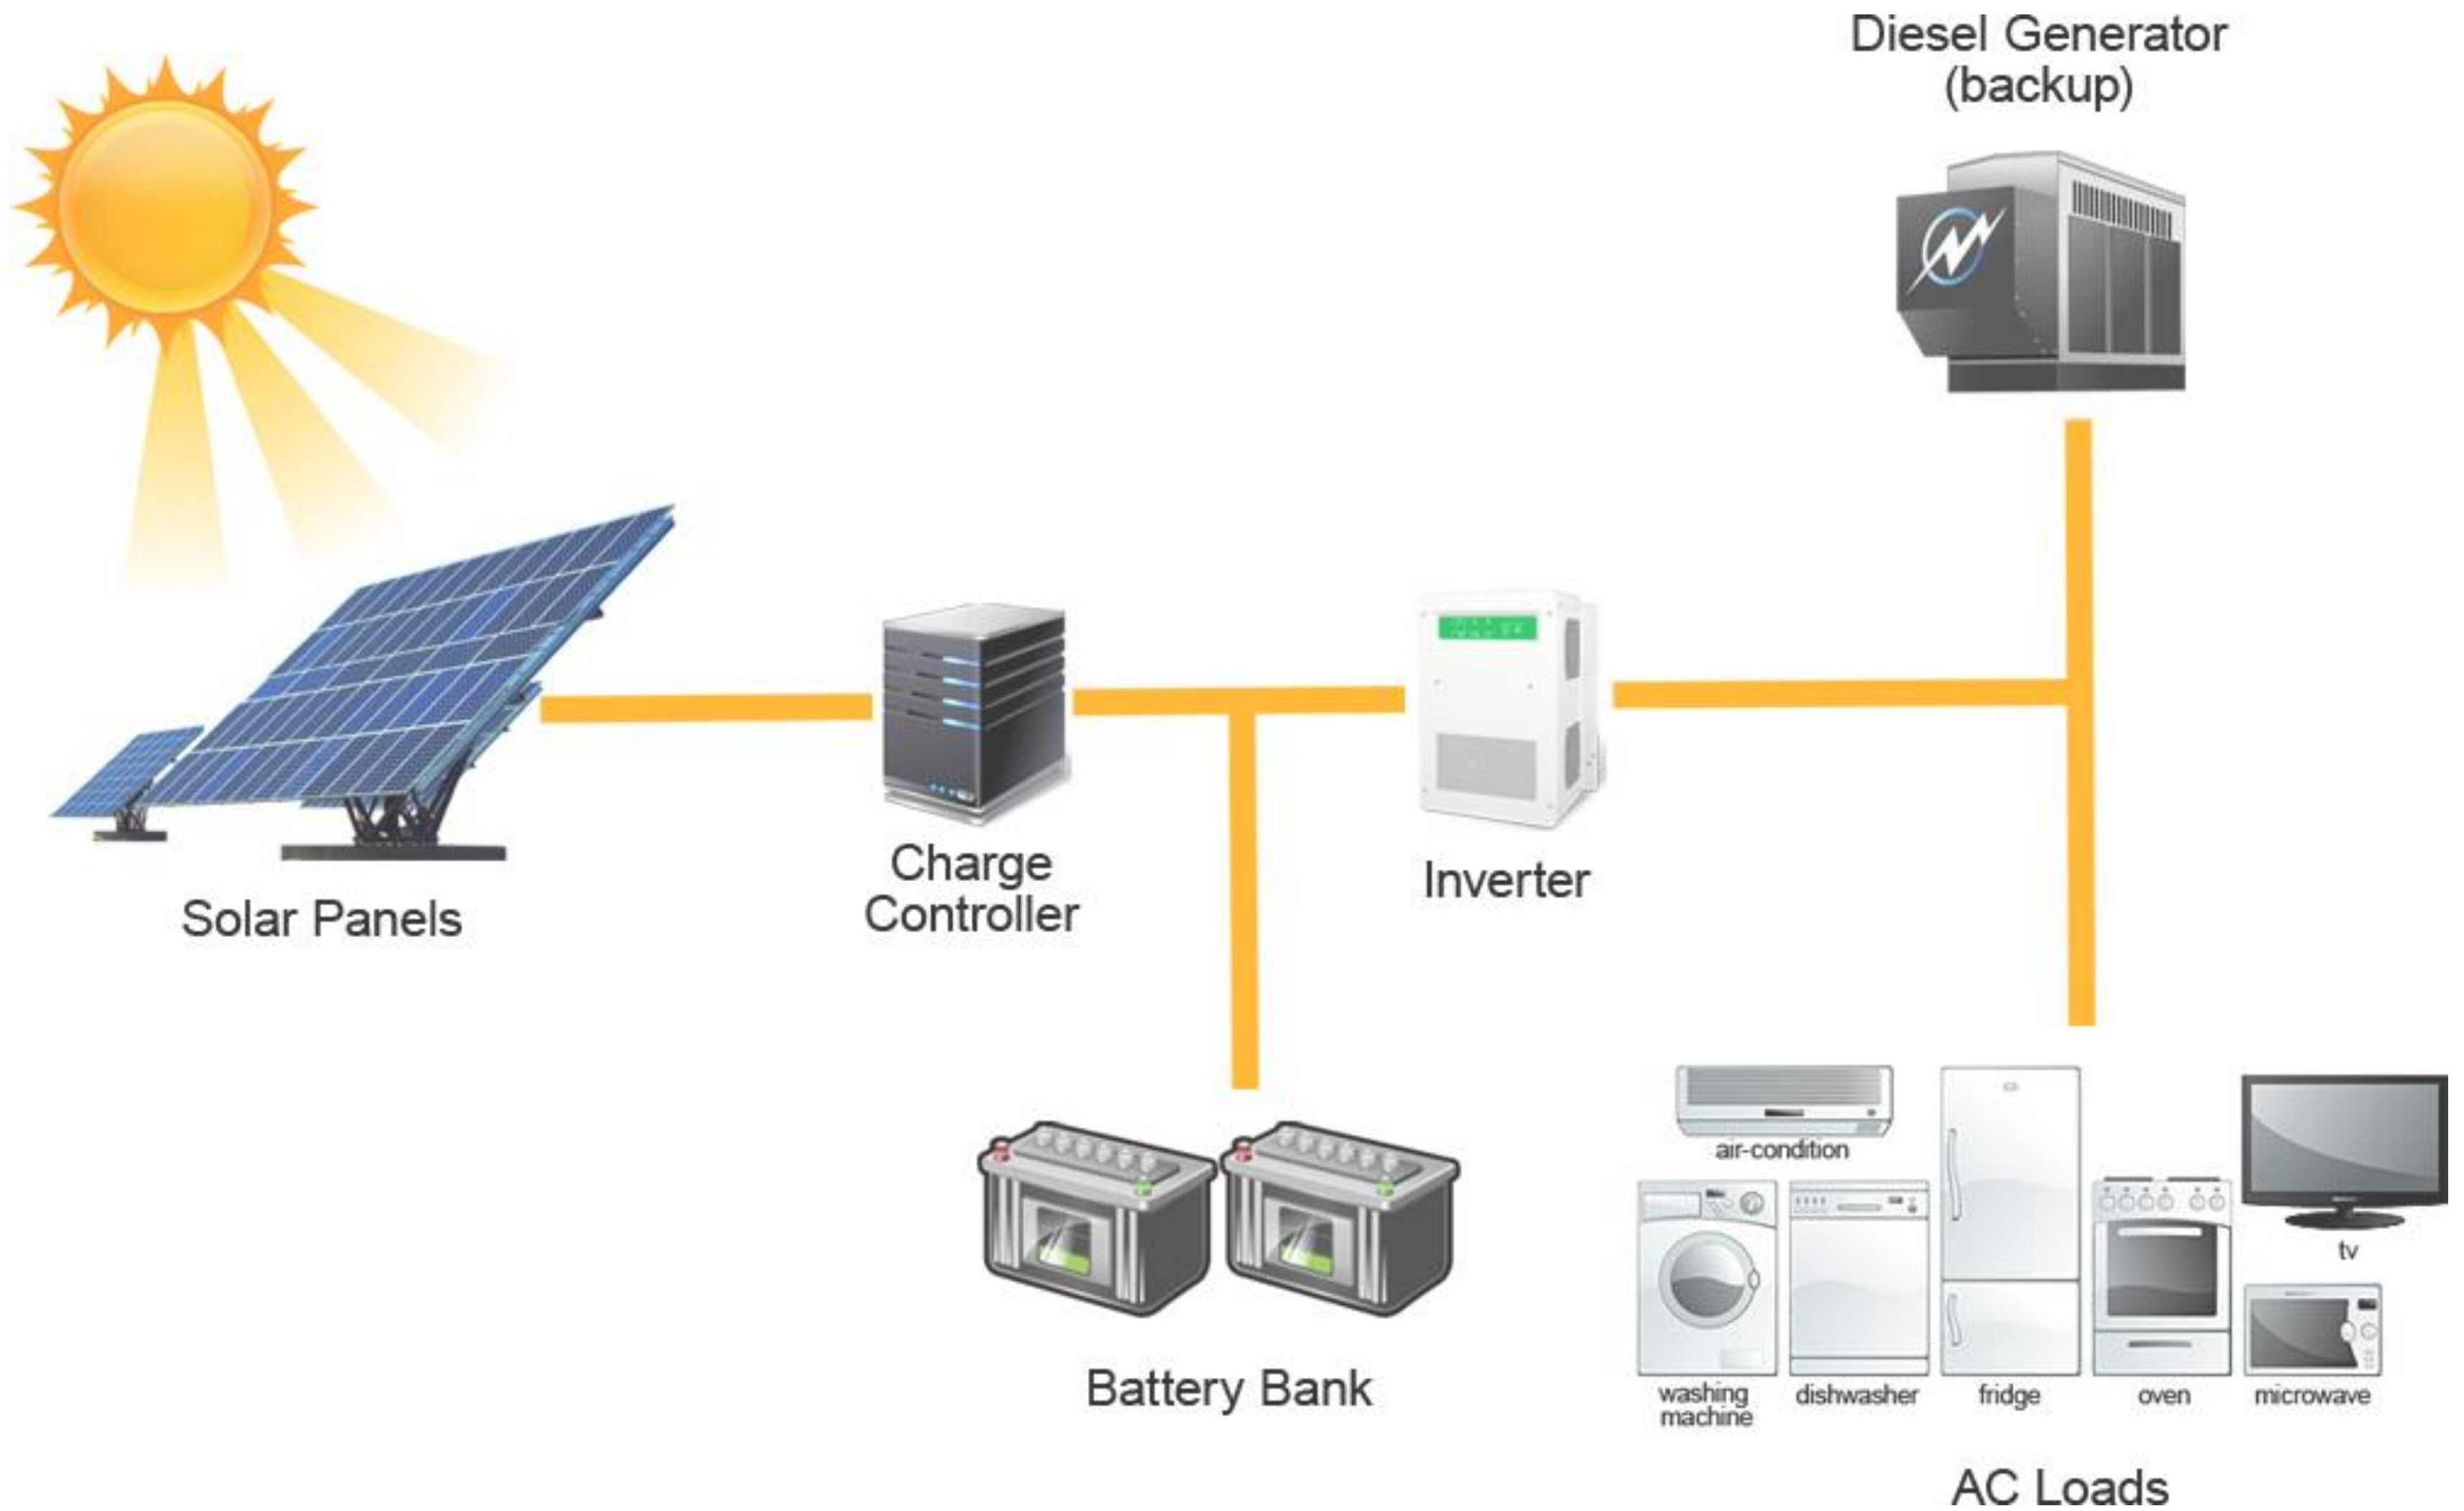 Diesel Generator
(backup)
Solar Panels
Charge
Controller
Inverter
Battery Bank
air-condition
tv
washing
machine
dishwasher
fridge
oven
microwave
AC Loads